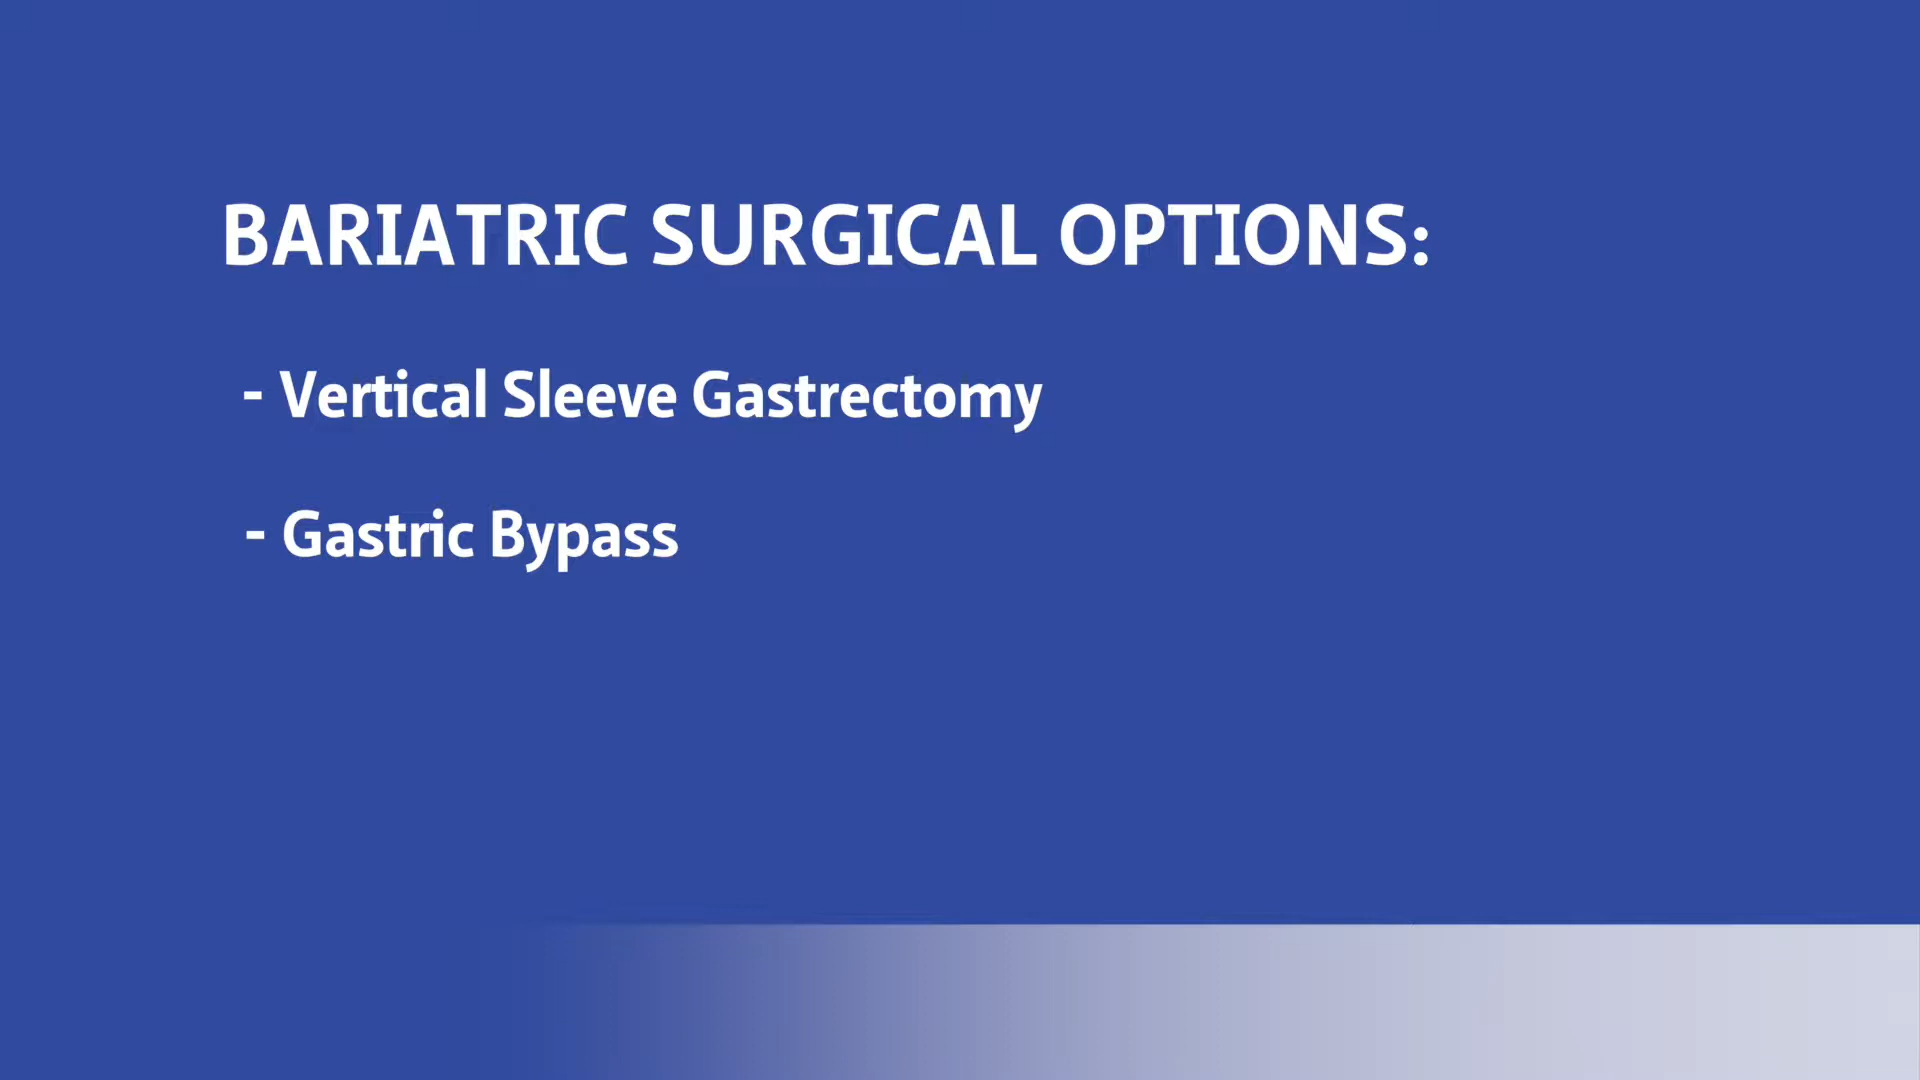 BARIATRIC SURGICAL OPTIONS:
- Vertical Sleeve Gastrectomy
- Gastric Bypass